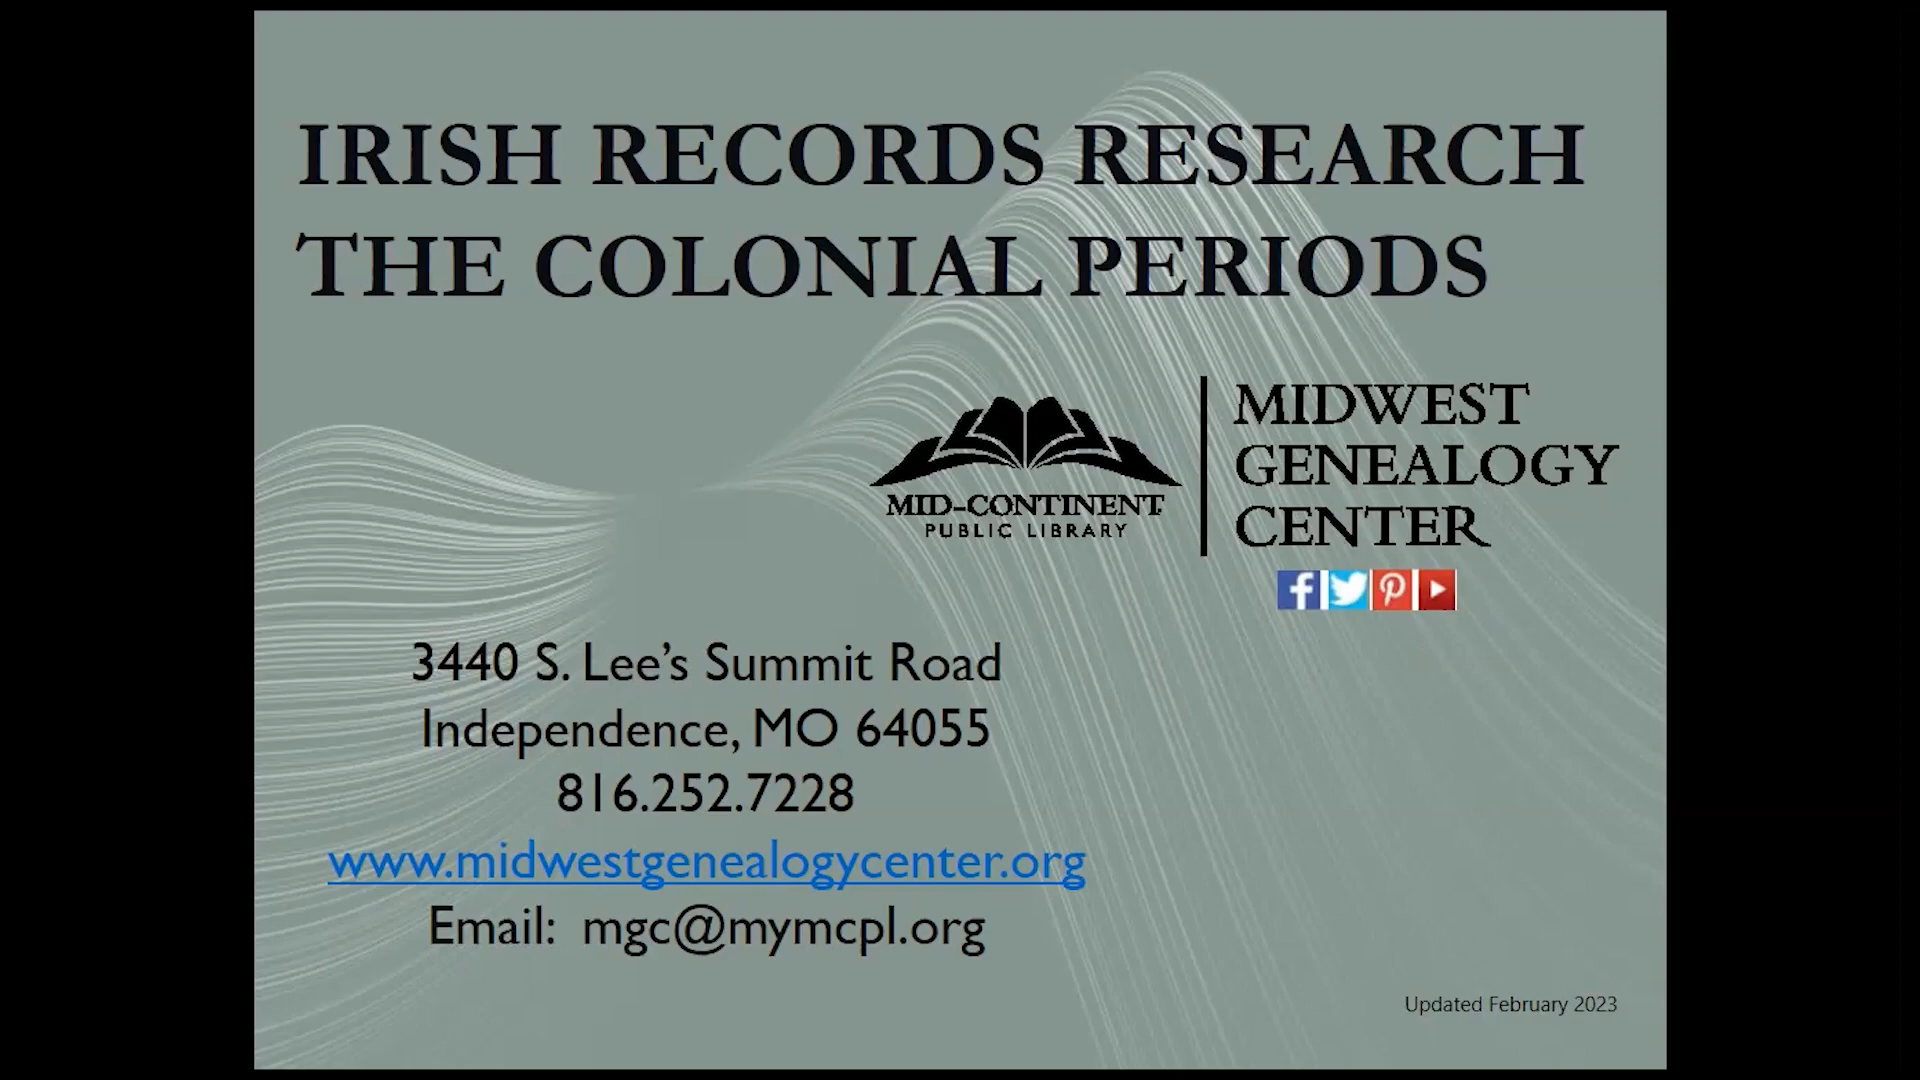 IRISH RECORDS RESEARCH
THE COLONIAL PERIODS
MID-CONTINENT
PUBLIC LIBRARY
MIDWEST
GENEALOGY
CENTER
3440 S. Lee’s Summit Road
Independence, MO 64055
816.252.7228
www.midwestgenealogycenter.org
Email: mgc@mymcpl.org
Updated February 2023